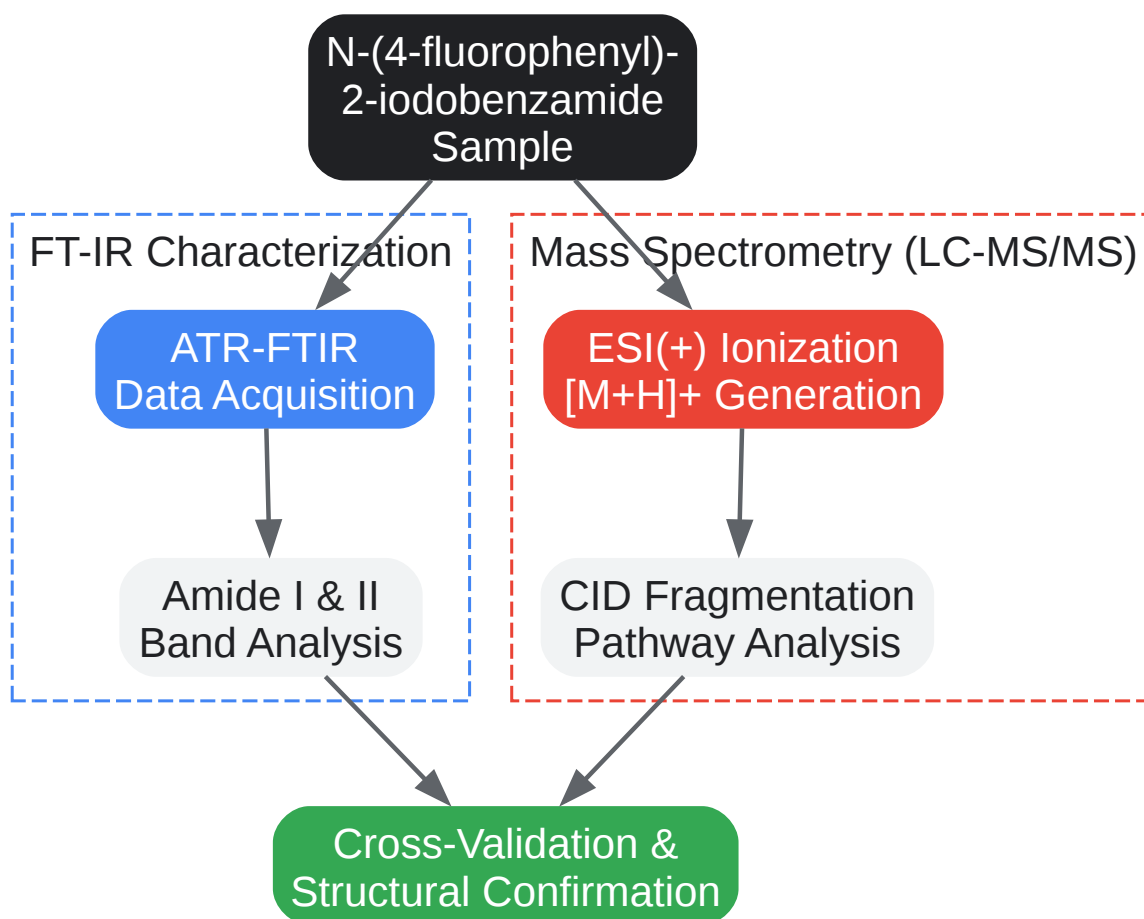 N-(4-fluorophenyl)-
2-iodobenzamide
Sample
FT-IR Characterization
Mass Spectrometry (LC-MS/MS)
ATR-FTIR
Data Acquisition
ESI(+) Ionization
[M+H]+ Generation
Amide I & II
Band Analysis
CID Fragmentation
Pathway Analysis
Cross-Validation &
Structural Confirmation